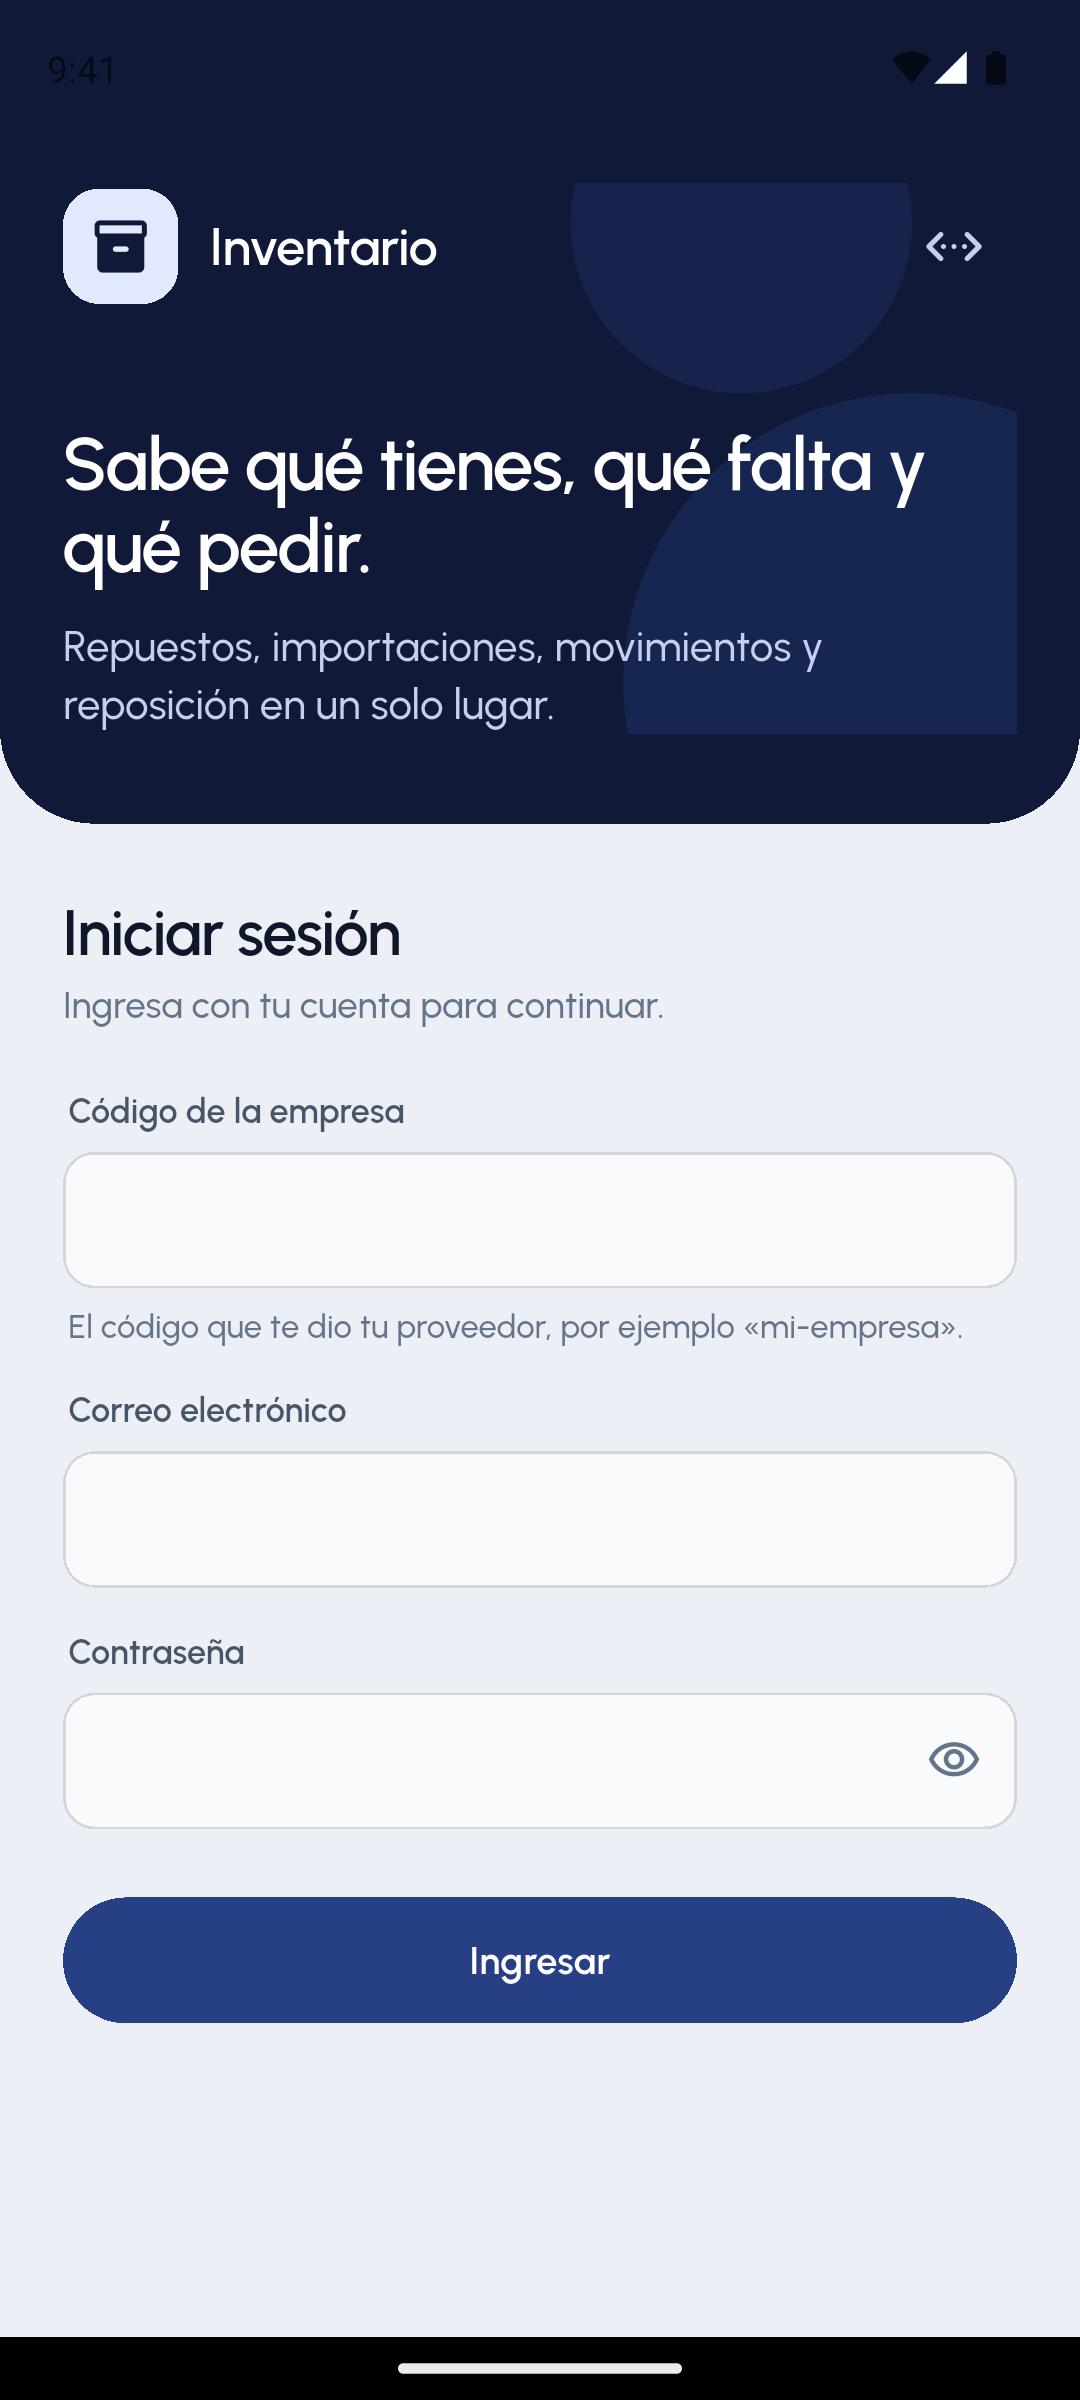 9:41
Inventario
Sabe qué tienes, qué falta y
qué pedir.
Repuestos, importaciones, movimientos y
reposición en un solo lugar.
Iniciar sesión
Ingresa con tu cuenta para continuar.
Código de la empresa
El código que te dio tu proveedor, por ejemplo «mi-empresa».
Correo electrónico
Contraseña
Ingresar